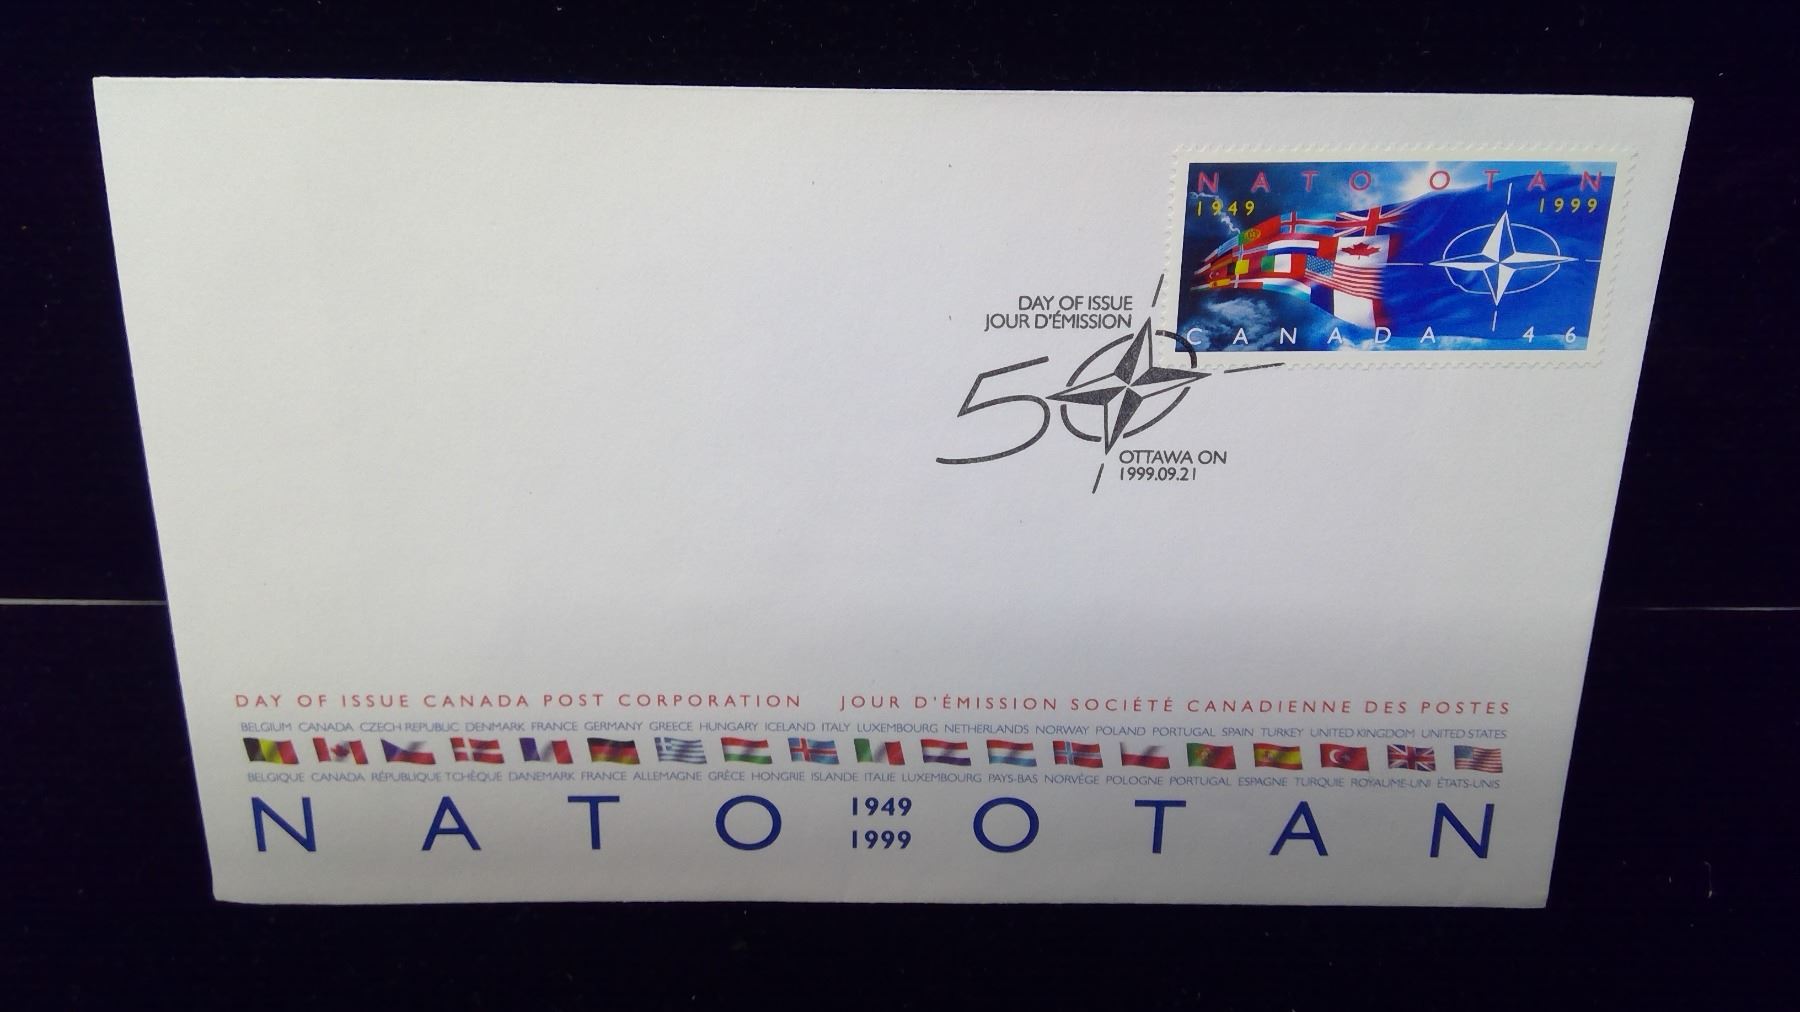 NATO OTAN
1949 1999
CANADA 46
DAY OF ISSUE
JOUR D'ÉMISSION
50
OTTAWA ON
1999.09.21
DAY OF ISSUE CANADA POST CORPORATION JOUR D'ÉMISSION SOCIÉTÉ CANADIENNE DES POSTES
BELGIUM CANADA CZECH REPUBLIC DENMARK FRANCE GERMANY GREECE HUNGARY ICELAND ITALY LUXEMBOURG NETHERLANDS NORWAY POLAND PORTUGAL SPAIN TURKEY UNITED KINGDOM UNITED STATES
BELGIQUE CANADA RÉPUBLIQUE TCHÈQUE DANEMARK FRANCE ALLEMAGNE GRÈCE HONGRIE ISLANDE ITALIE LUXEMBOURG PAYS-BAS NORVÈGE POLOGNE PORTUGAL ESPAGNE TURQUIE ROYAUME-UNI ÉTATS-UNIS
NATO 1949 OTAN
1999